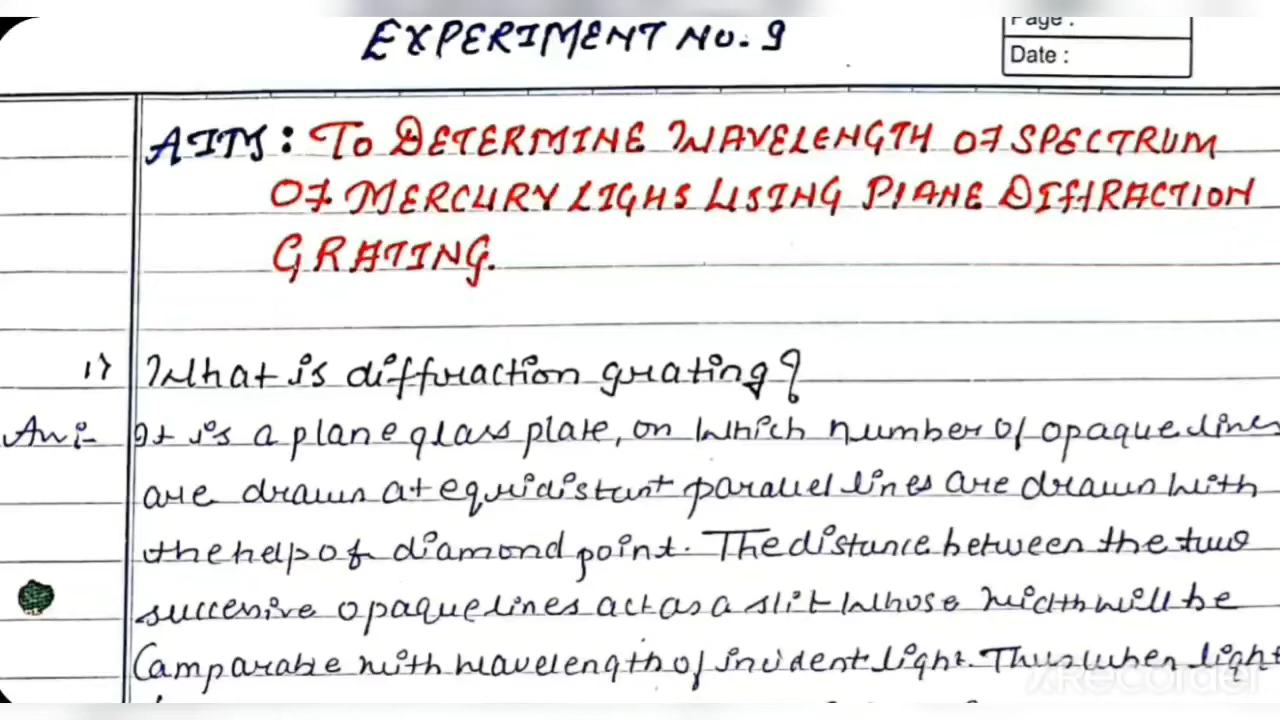 EXPERIMENT NO. 9
Page :
Date :
AIM : TO DETERMINE WAVELENGTH OF SPECTRUM
OF MERCURY LIGHS USING PLANE DIFFRACTION
GRATING.
1) What is diffraction grating?
Ans:- It is a plane glass plate, on which number of opaque lines
are drawn at equidistant parallel lines are drawn with
the help of diamond point. The distance between the two
successive opaque lines act as a slit whose width will be
Camparable with wavelength of incident light. Thus when light
XRecorder